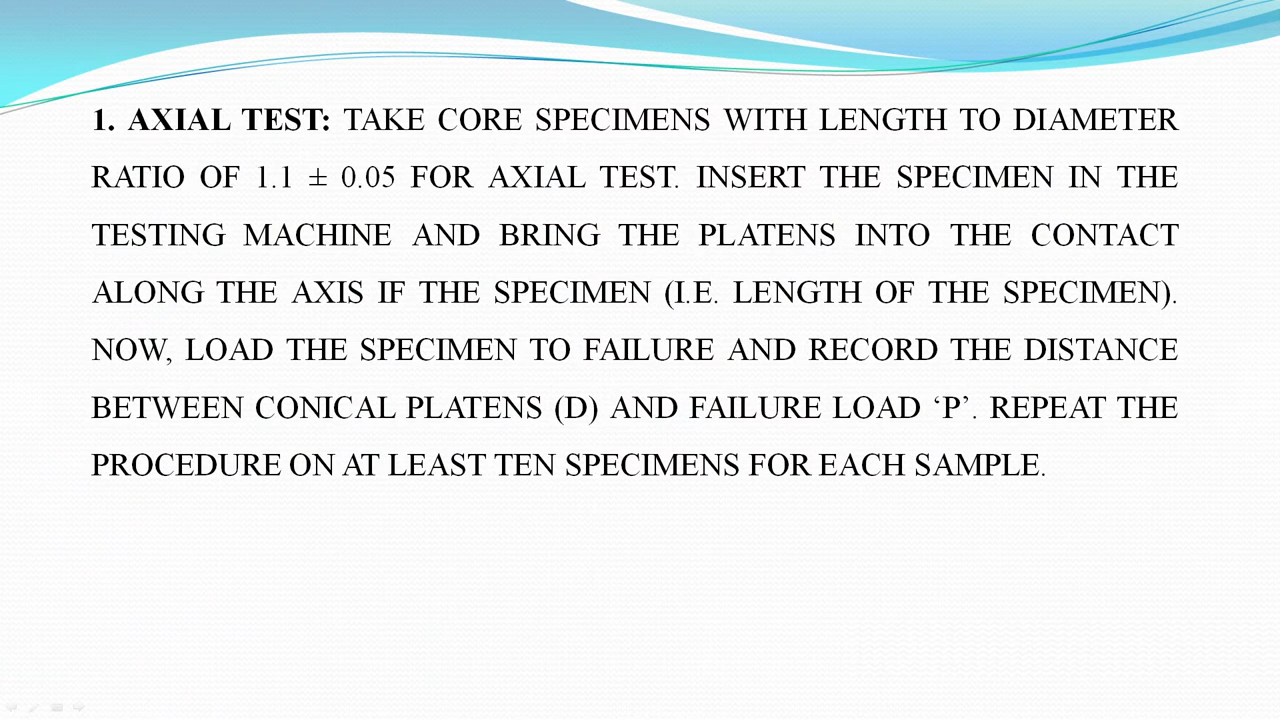 1. AXIAL TEST: TAKE CORE SPECIMENS WITH LENGTH TO DIAMETER
RATIO OF 1.1 ± 0.05 FOR AXIAL TEST. INSERT THE SPECIMEN IN THE
TESTING MACHINE AND BRING THE PLATENS INTO THE CONTACT
ALONG THE AXIS IF THE SPECIMEN (I.E. LENGTH OF THE SPECIMEN).
NOW, LOAD THE SPECIMEN TO FAILURE AND RECORD THE DISTANCE
BETWEEN CONICAL PLATENS (D) AND FAILURE LOAD ‘P’. REPEAT THE
PROCEDURE ON AT LEAST TEN SPECIMENS FOR EACH SAMPLE.